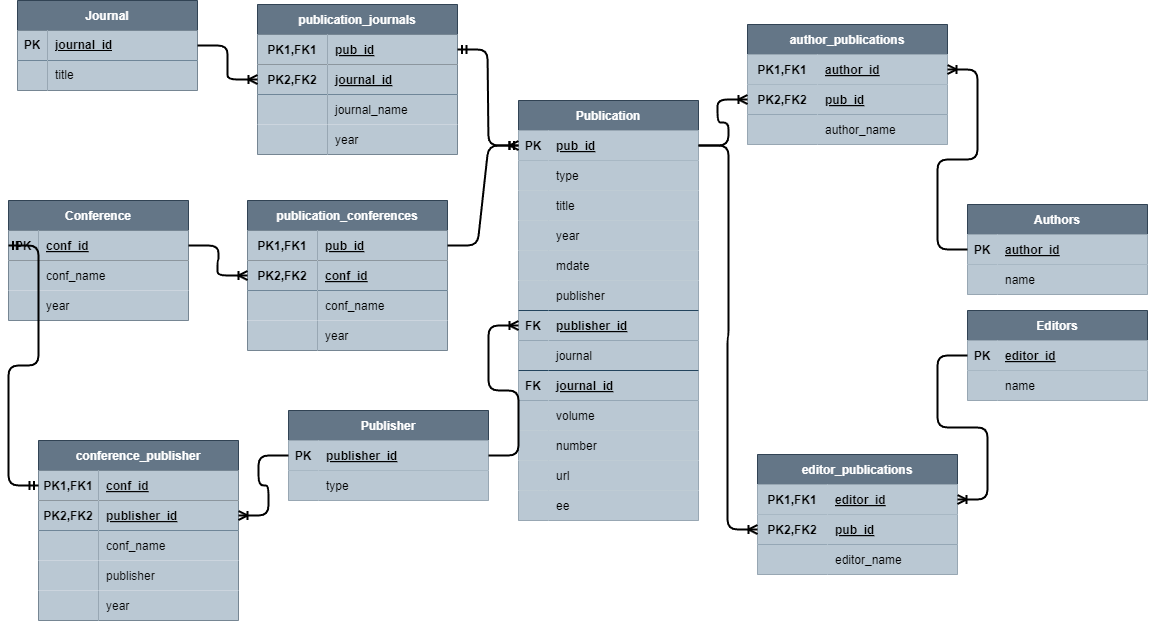 Journal
PK journal_id
title
publication_journals
PK1,FK1 pub_id
PK2,FK2 journal_id
journal_name
year
author_publications
PK1,FK1 author_id
PK2,FK2 pub_id
author_name
Publication
PK pub_id
type
title
year
mdate
publisher
FK publisher_id
journal
FK journal_id
volume
number
url
ee
Conference
PK conf_id
conf_name
year
publication_conferences
PK1,FK1 pub_id
PK2,FK2 conf_id
conf_name
year
Authors
PK author_id
name
Editors
PK editor_id
name
Publisher
PK publisher_id
type
conference_publisher
PK1,FK1 conf_id
PK2,FK2 publisher_id
conf_name
publisher
year
editor_publications
PK1,FK1 editor_id
PK2,FK2 pub_id
editor_name